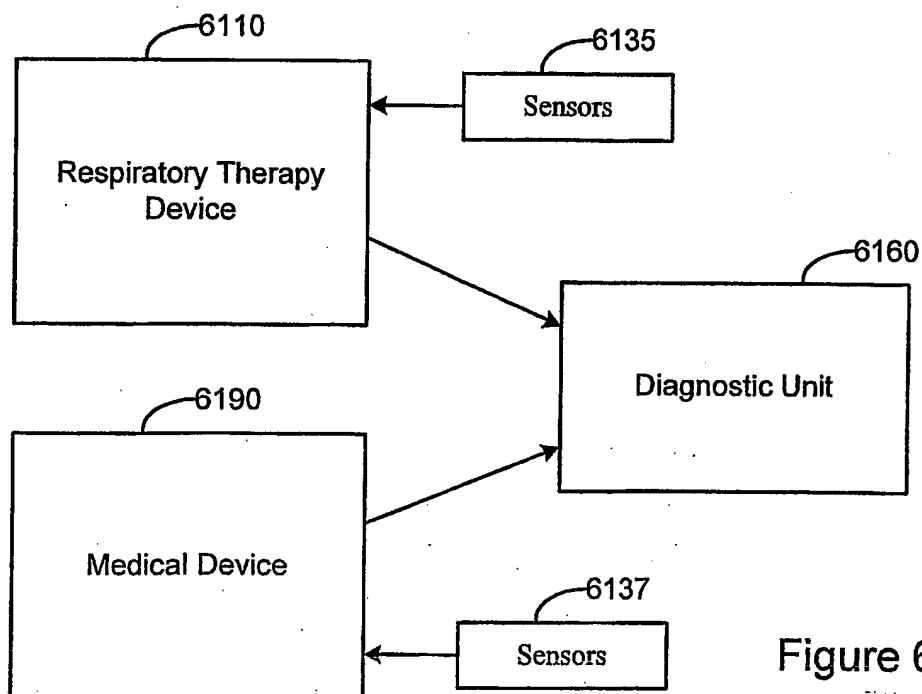 6110
6135
Sensors
Respiratory Therapy
Device
6160
Diagnostic Unit
6190
Medical Device
6137
Sensors
Figure 6